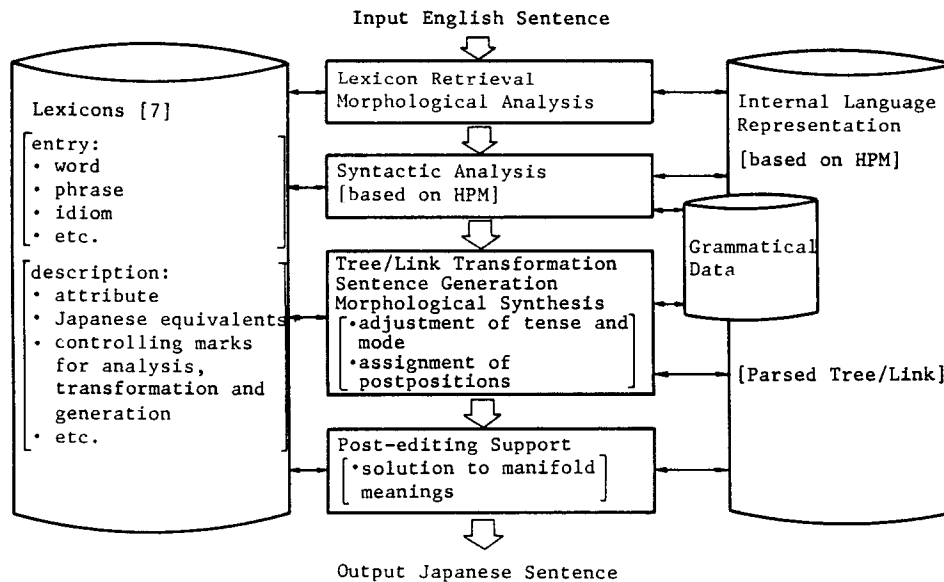 Input English Sentence
Lexicon Retrieval
Morphological Analysis
Lexicons [7]
entry:
• word
• phrase
• idiom
• etc.
description:
• attribute
• Japanese equivalents
• controlling marks
for analysis,
transformation and
generation
• etc.
Syntactic Analysis
[based on HPM]
Tree/Link Transformation
Sentence Generation
Morphological Synthesis
•adjustment of tense and
mode
•assignment of
postpositions
Post-editing Support
•solution to manifold
meanings
Internal Language
Representation
[based on HPM]
Grammatical
Data
[Parsed Tree/Link]
Output Japanese Sentence